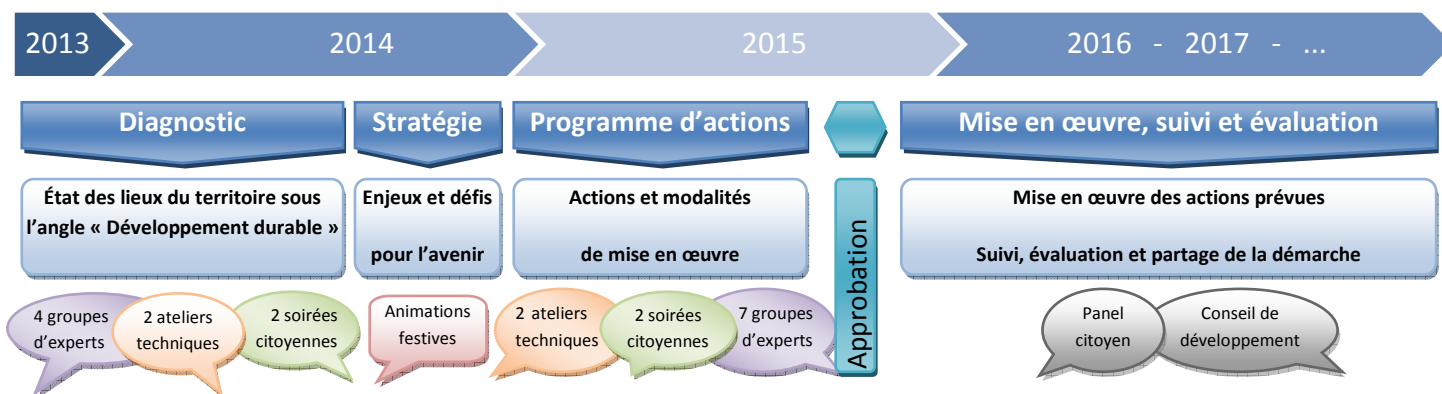 2013
2014
2015
2016 - 2017 - ...
Diagnostic
Stratégie
Programme d'actions
Mise en œuvre, suivi et évaluation
État des lieux du territoire sous
l'angle « Développement durable »
Enjeux et défis
pour l'avenir
Actions et modalités
de mise en œuvre
Approbation
Mise en œuvre des actions prévues
Suivi, évaluation et partage de la démarche
4 groupes
d'experts
2 ateliers
techniques
2 soirées
citoyennes
Animations
festives
2 ateliers
techniques
2 soirées
citoyennes
7 groupes
d'experts
Panel
citoyen
Conseil de
développement